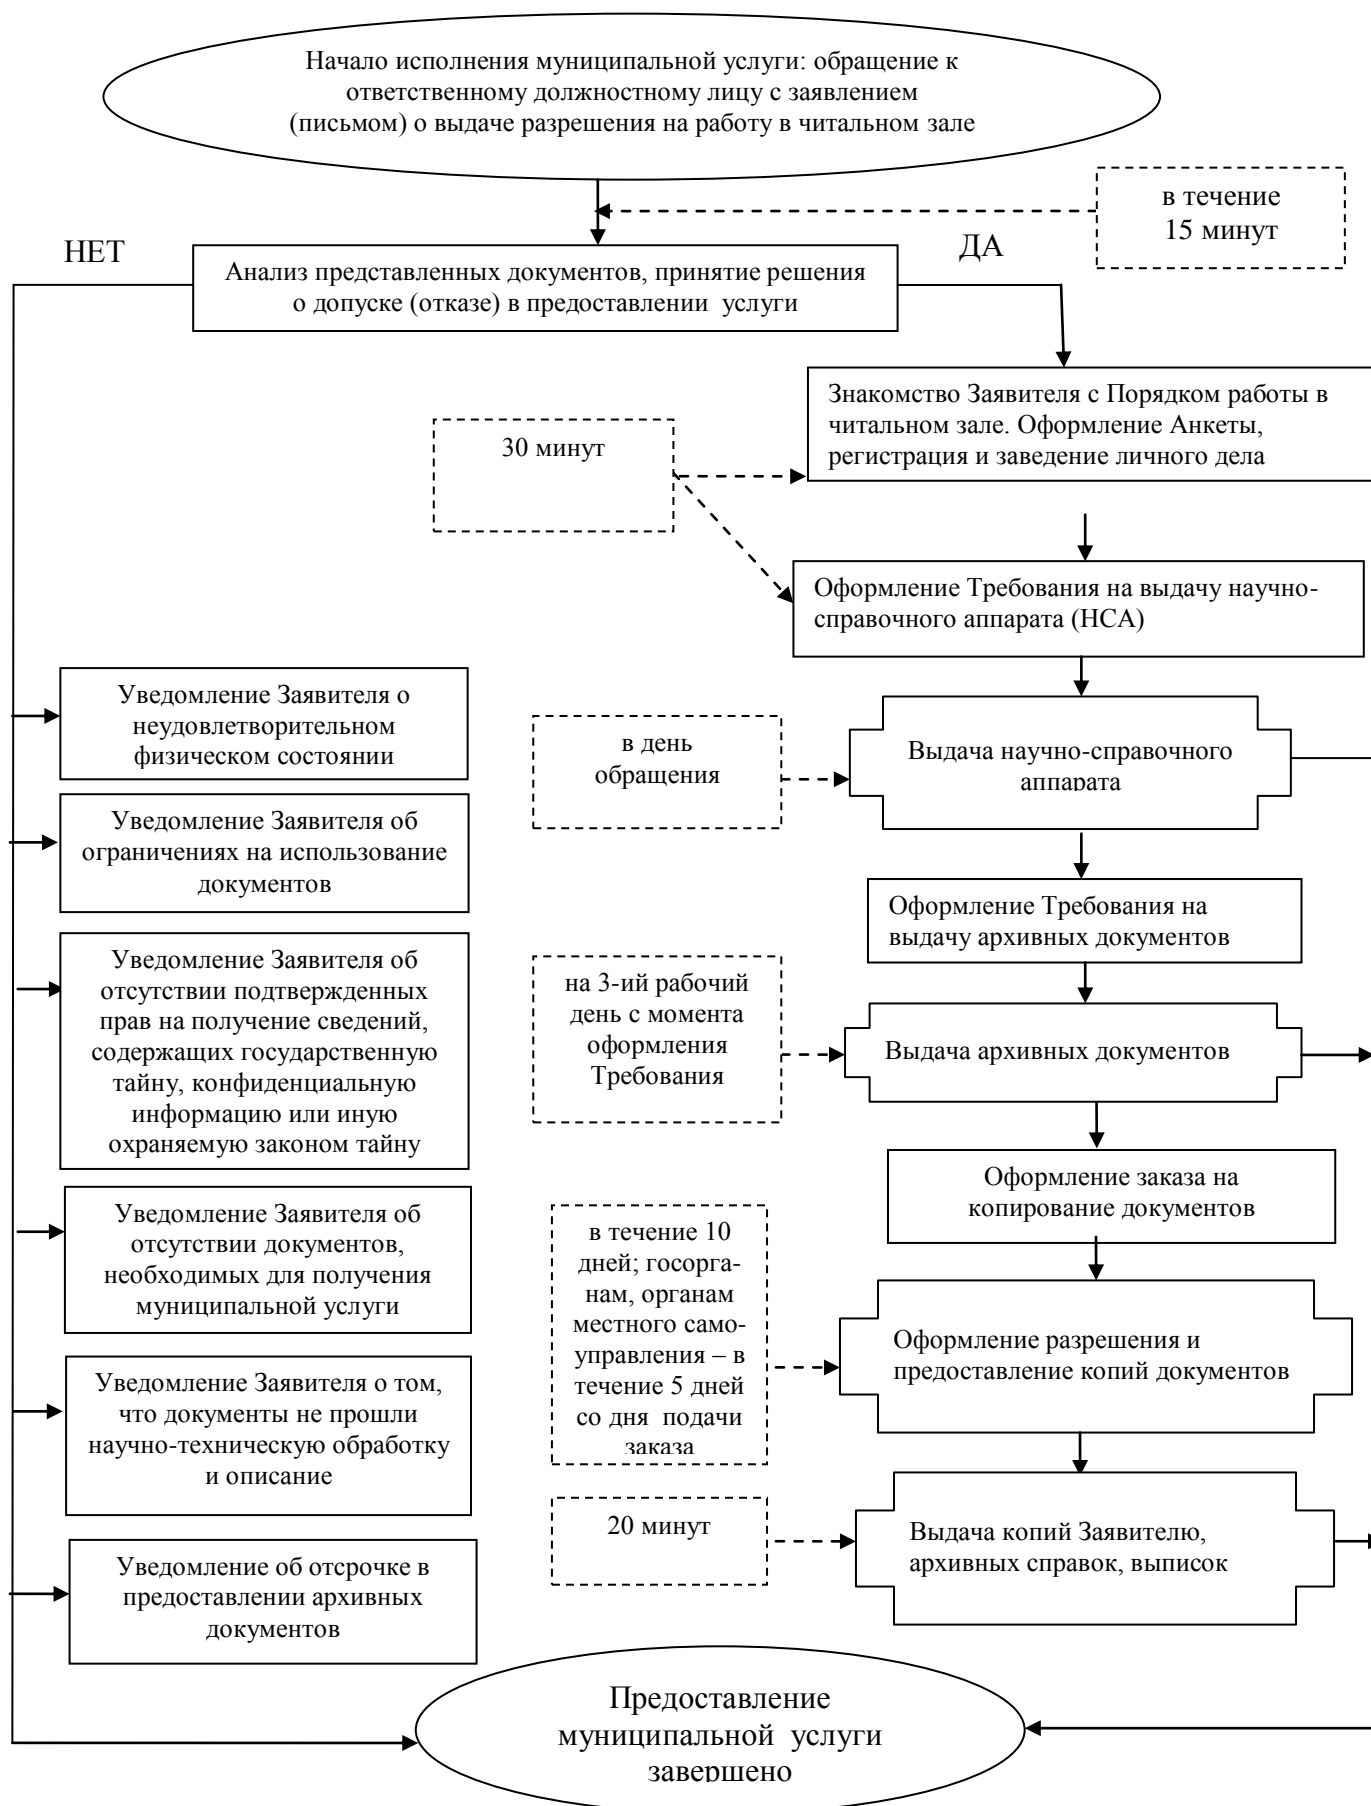 Начало исполнения муниципальной услуги: обращение к
ответственному должностному лицу с заявлением
(письмом) о выдаче разрешения на работу в читальном зале
в течение
15 минут
НЕТ
ДА
Анализ представленных документов, принятие решения
о допуске (отказе) в предоставлении услуги
Знакомство Заявителя с Порядком работы в
читальном зале. Оформление Анкеты,
регистрация и заведение личного дела
30 минут
Оформление Требования на выдачу научно-
справочного аппарата (НСА)
Уведомление Заявителя о
неудовлетворительном
физическом состоянии
в день
обращения
Выдача научно-справочного
аппарата
Уведомление Заявителя об
ограничениях на использование
документов
Оформление Требования на
выдачу архивных документов
Уведомление Заявителя об
отсутствии подтвержденных
прав на получение сведений,
содержащих государственную
тайну, конфиденциальную
информацию или иную
охраняемую законом тайну
на 3-ий рабочий
день с момента
оформления
Требования
Выдача архивных документов
Оформление заказа на
копирование документов
Уведомление Заявителя об
отсутствии документов,
необходимых для получения
муниципальной услуги
в течение 10
дней; госорга-
нам, органам
местного само-
управления – в
течение 5 дней
со дня подачи
заказа
Оформление разрешения и
предоставление копий документов
Уведомление Заявителя о том,
что документы не прошли
научно-техническую обработку
и описание
20 минут
Выдача копий Заявителю,
архивных справок, выписок
Уведомление об отсрочке в
предоставлении архивных
документов
Предоставление
муниципальной услуги
завершено